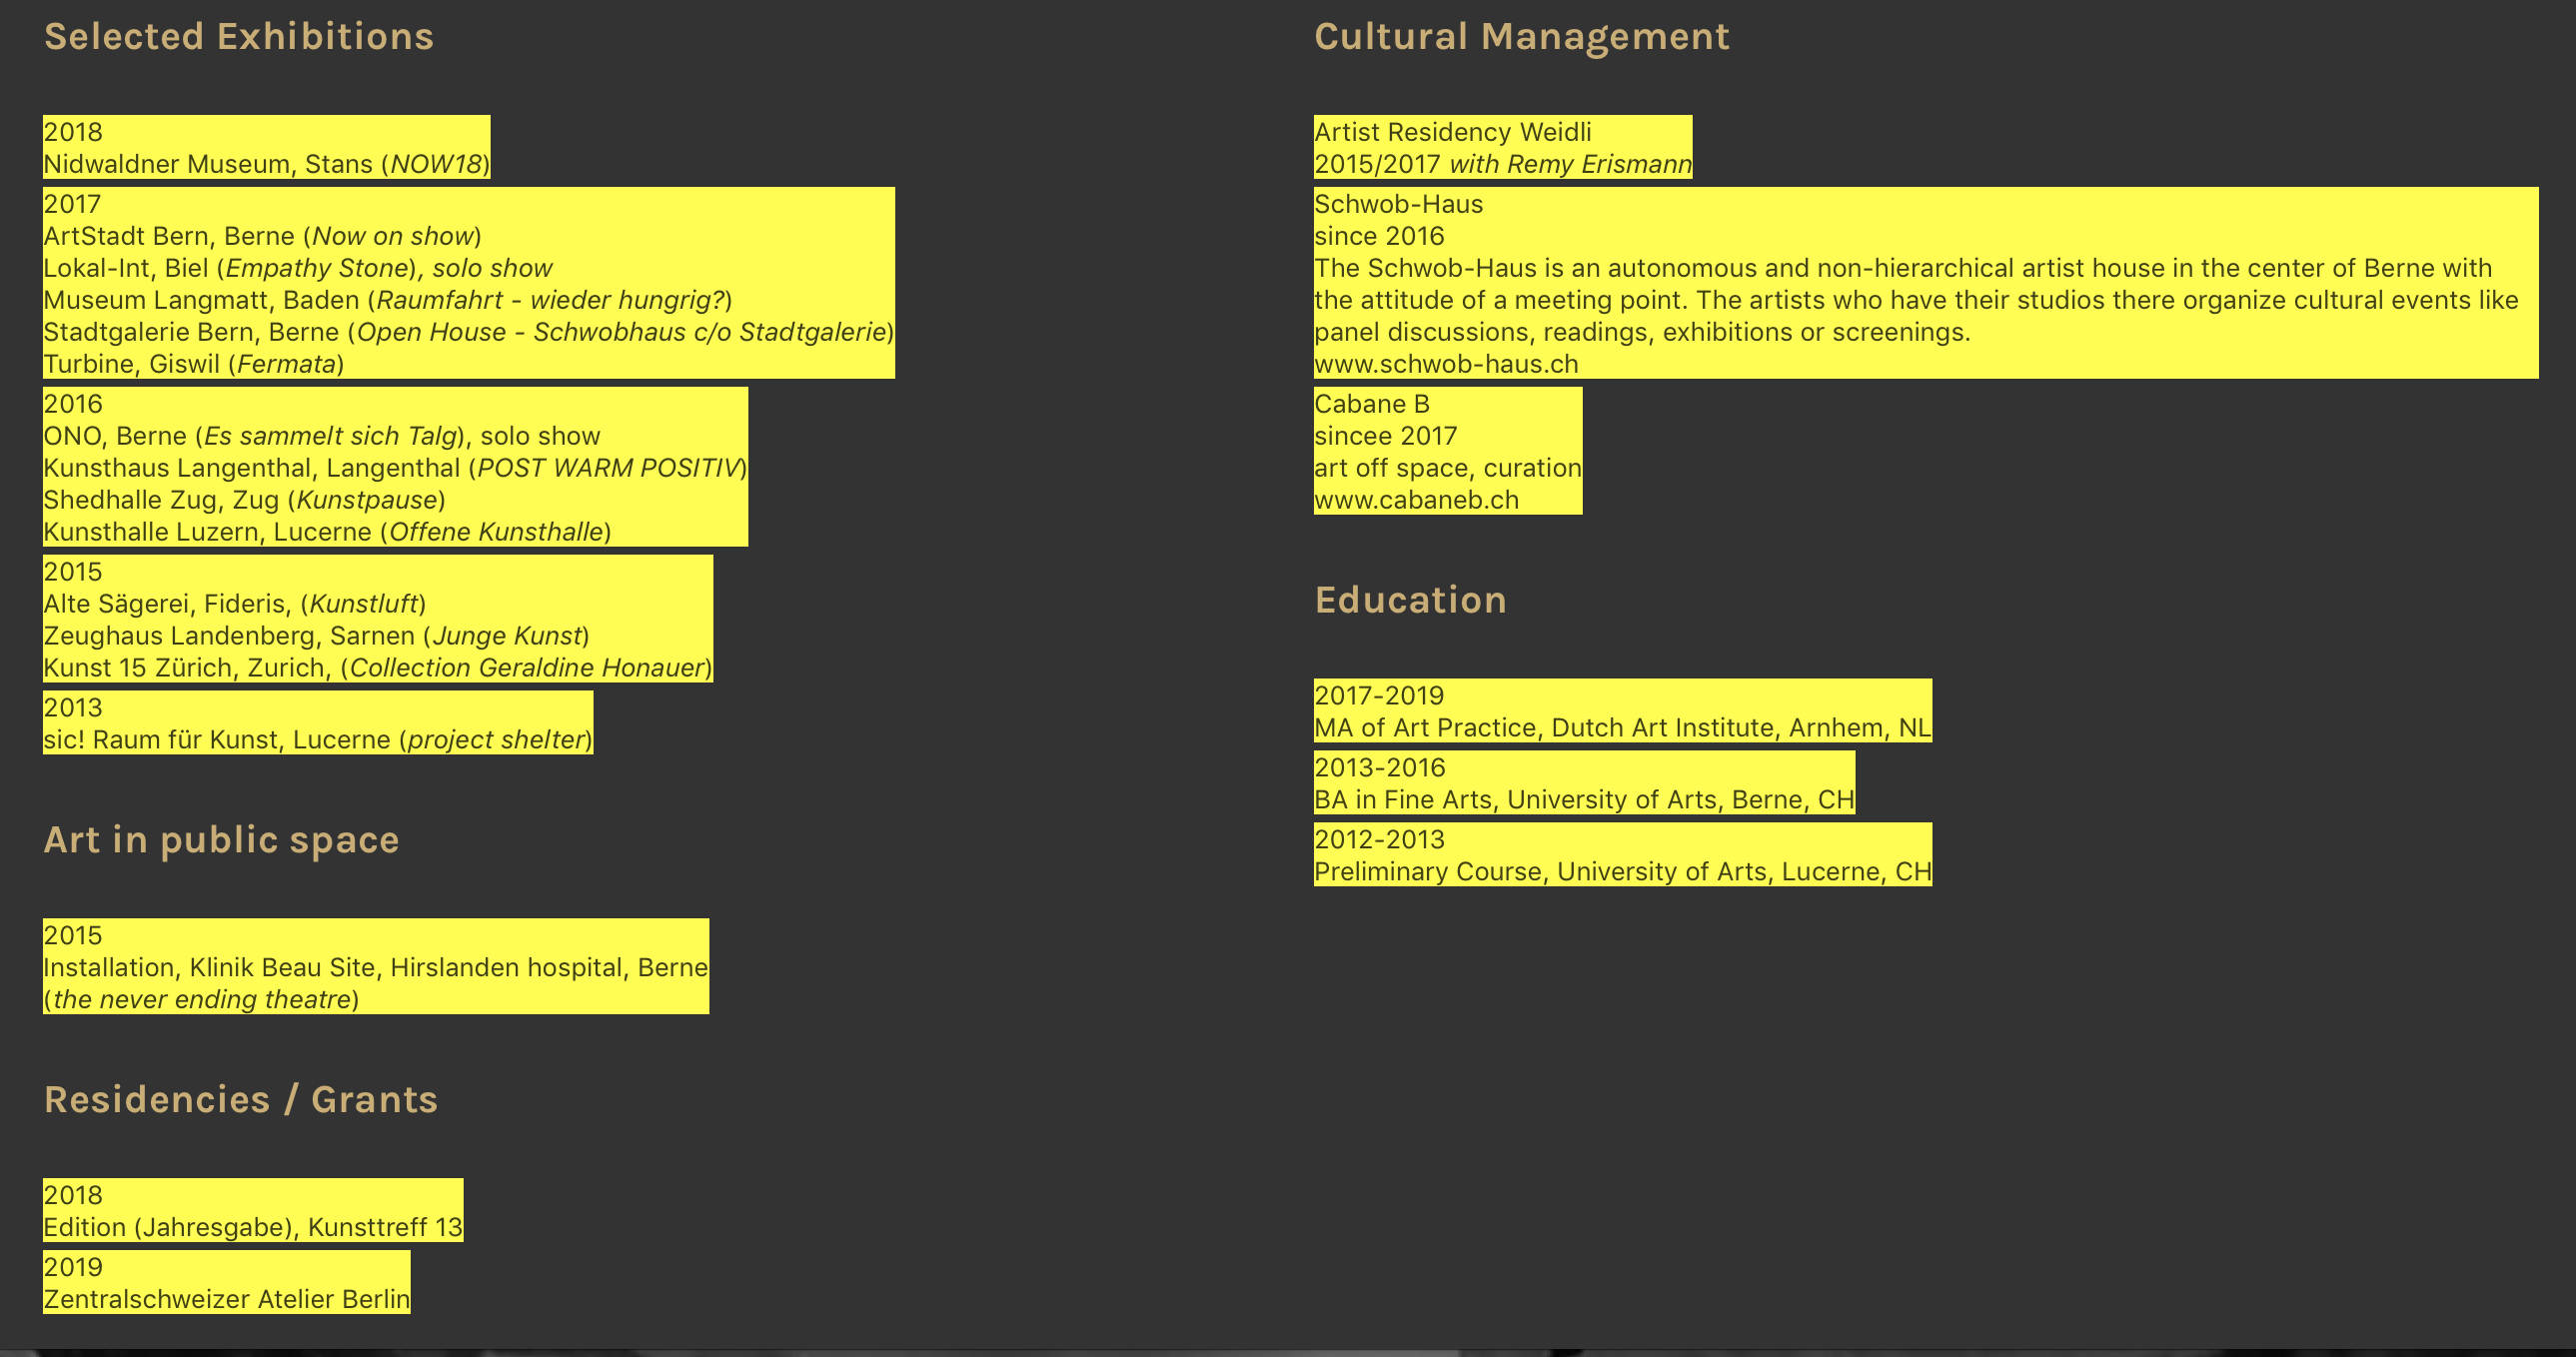 Selected Exhibitions
2018
Nidwaldner Museum, Stans (NOW18)
2017
ArtStadt Bern, Berne (Now on show)
Lokal-Int, Biel (Empathy Stone), solo show
Museum Langmatt, Baden (Raumfahrt - wieder hungrig?)
Stadtgalerie Bern, Berne (Open House - Schwobhaus c/o Stadtgalerie)
Turbine, Giswil (Fermata)
2016
ONO, Berne (Es sammelt sich Talg), solo show
Kunsthaus Langenthal, Langenthal (POST WARM POSITIV)
Shedhalle Zug, Zug (Kunstpause)
Kunsthalle Luzern, Lucerne (Offene Kunsthalle)
2015
Alte Sägerei, Fideris, (Kunstluft)
Zeughaus Landenberg, Sarnen (Junge Kunst)
Kunst 15 Zürich, Zurich, (Collection Geraldine Honauer)
2013
sic! Raum für Kunst, Lucerne (project shelter)
Art in public space
2015
Installation, Klinik Beau Site, Hirslanden hospital, Berne
(the never ending theatre)
Residencies / Grants
2018
Edition (Jahresgabe), Kunsttreff 13
2019
Zentralschweizer Atelier Berlin
Cultural Management
Artist Residency Weidli
2015/2017 with Remy Erismann
Schwob-Haus
since 2016
The Schwob-Haus is an autonomous and non-hierarchical artist house in the center of Berne with
the attitude of a meeting point. The artists who have their studios there organize cultural events like
panel discussions, readings, exhibitions or screenings.
www.schwob-haus.ch
Cabane B
sincee 2017
art off space, curation
www.cabaneb.ch
Education
2017-2019
MA of Art Practice, Dutch Art Institute, Arnhem, NL
2013-2016
BA in Fine Arts, University of Arts, Berne, CH
2012-2013
Preliminary Course, University of Arts, Lucerne, CH